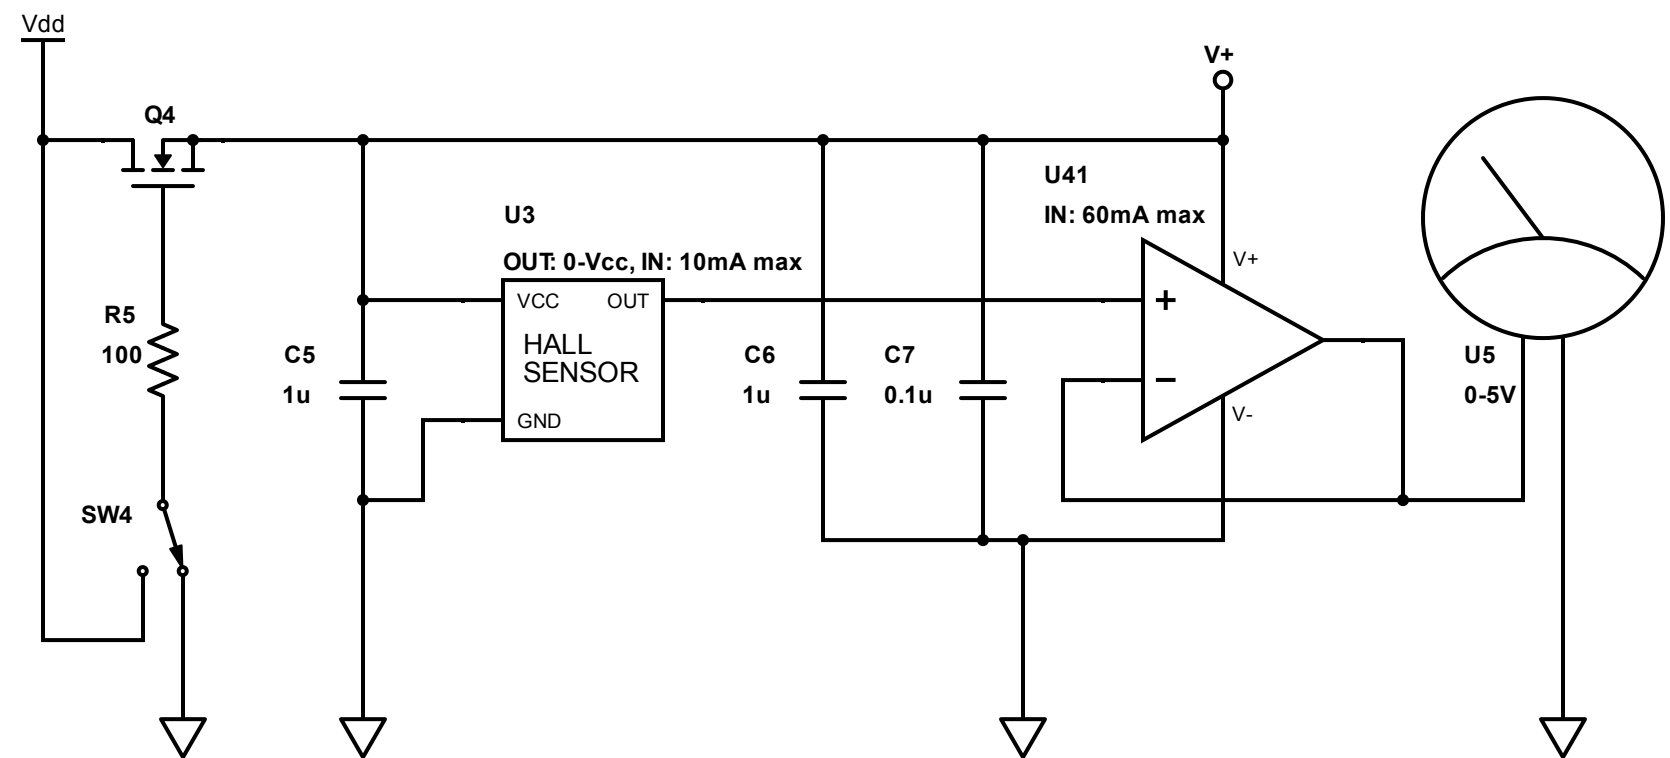 Vdd
Q4
V+
U41
IN: 60mA max
U3
OUT: 0-Vcc, IN: 10mA max
V+
VCC OUT
HALL
SENSOR
GND
R5
100
C5
1u
C6
1u
C7
0.1u
+
−
V-
U5
0-5V
SW4